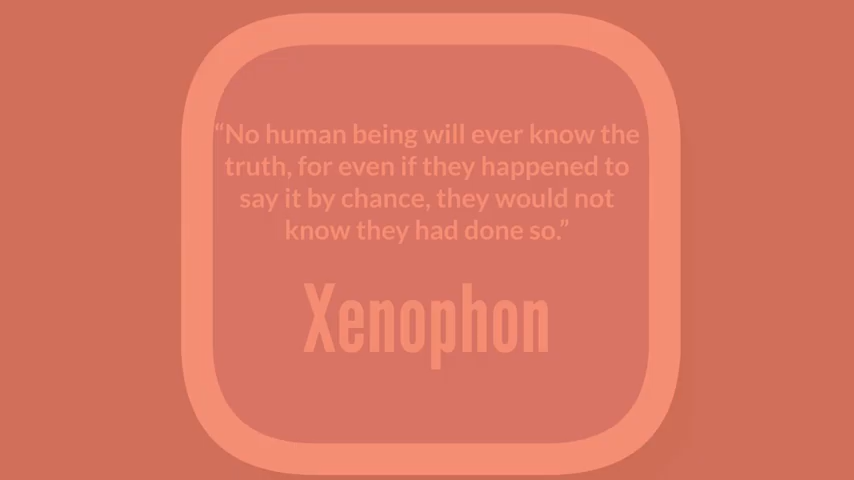 “No human being will ever know the
truth, for even if they happened to
say it by chance, they would not
know they had done so.”
Xenophon